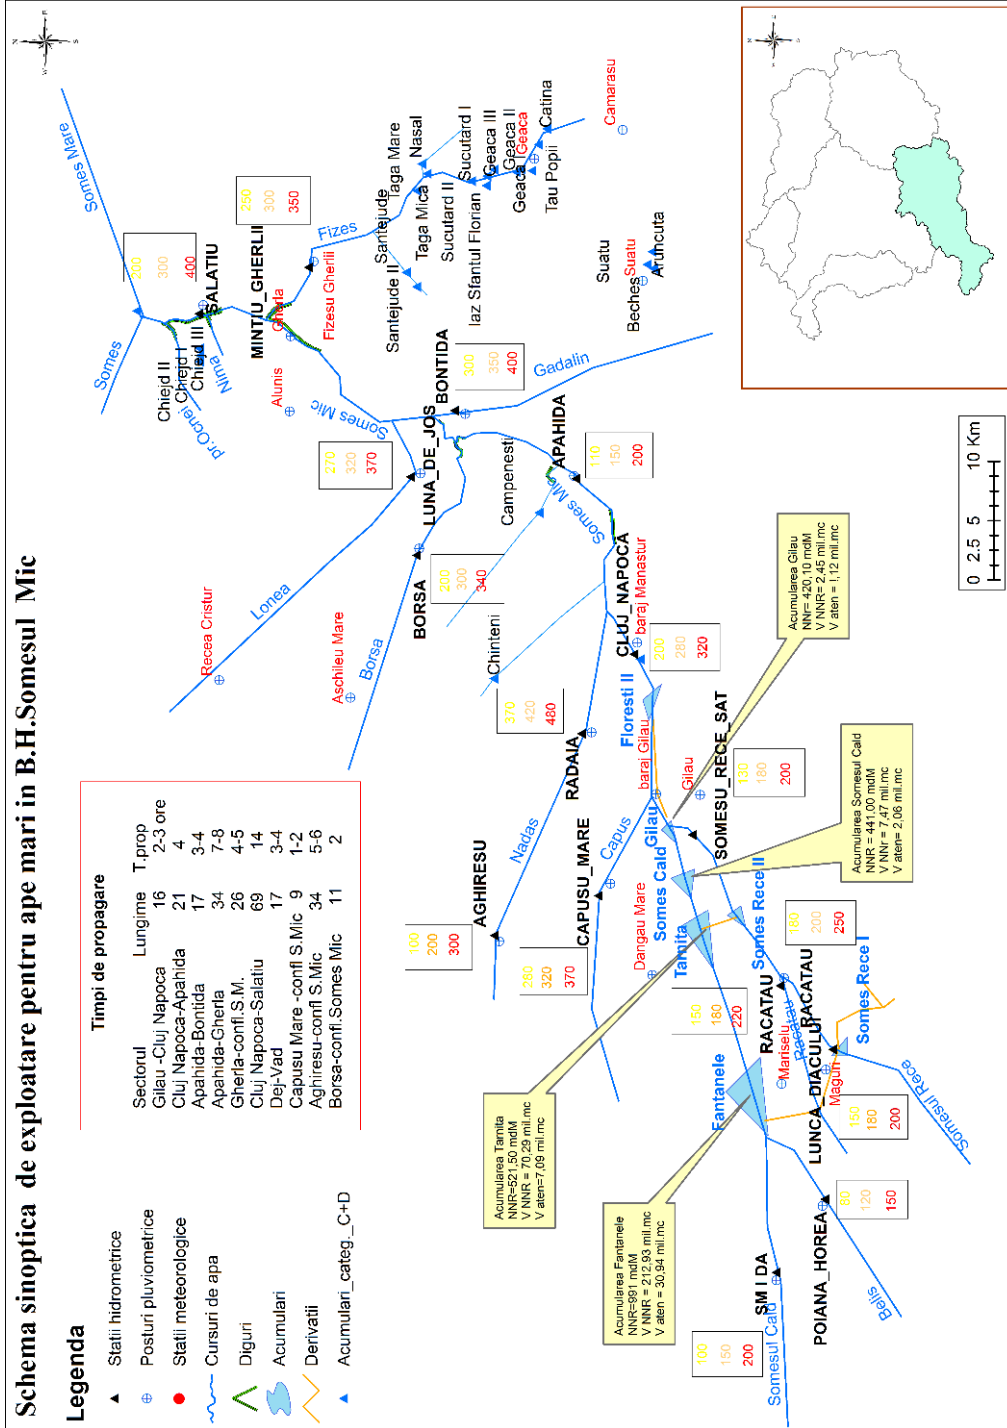 Schema sinoptica de exploatare pentru ape mari in B.H.Somesul Mic
Legenda
Statii hidrometrice
Posturi pluviometrice
Statii meteorologice
Cursuri de apa
Diguri
Acumulari
Derivatii
Acumulari_categ._C+D
Timpi de propagare
Sectorul Lungime T.prop
Gilau -Cluj Napoca 16 2-3 ore
Cluj Napoca-Apahida 21 4
Apahida-Bontida 17 3-4
Apahida-Gherla 34 7-8
Gherla-confl.S.M. 26 4-5
Cluj Napoca-Salatiu 69 14
Dej-Vad 17 3-4
Capusu Mare -confl S.Mic 9 1-2
Aghiresu-confl S.Mic 34 5-6
Borsa-confl.Somes Mic 11 2
N
S
W
E
Somes Mare
Somes
200
300
400
SALATIU
Chiejd II
Chiejd I
Chiejd III
Nima
pr.Ocnei
250
300
350
MINTIU_GHERLII
Gherla
Alunis
Fizes
Fizesu Gherlii
Santejude
Santejude II
Taga Mare
Taga Mica
Nasal
Sucutard II
Sucutard I
Iaz Sfantul Florian
Geaca III
Geaca II
Geaca I
Geaca
Tau Popii
Catina
Camarasu
Suatu
Suatu
Beches
Aruncuta
Somes Mic
270
320
370
LUNA_DE_JOS
BONTIDA
300
350
400
Gadalin
Recea Cristur
Lonea
Aschileu Mare
Borsa
BORSA
200
300
340
Campenesti
APAHIDA
110
150
200
Somes Mic
Chinteni
370
420
480
RADAIA
Nadas
AGHIRESU
100
200
300
CLUJ_NAPOCA
baraj Manastur
200
280
320
Floresti II
baraj Gilau
Gilau
Gilau
SOMESU_RECE_SAT
130
180
200
CAPUSU_MARE
Capus
260
320
370
Dangau Mare
Somes Cald
Tarnita
Somes Rece II
150
180
220
180
200
250
RACATAU
RACATAU
Racatau
Somes Rece I
Mariselu
Maguri
LUNCA_DIACULUI
150
180
200
Somesul Rece
Fantanele
POIANA_HOREA
80
120
150
Belis
SMIDA
100
150
200
Somesul Cald
Acumularea Gilau
NNr= 420,10 mdM
V NNR= 2,45 mil.mc
V aten = l,12 mil.mc
Acumularea Somesul Cald
NNR = 441,00 mdM
V NNr = 7,47 mil.mc
V aten= 2,06 mil.mc
Acumularea Tarnita
NNR=521,50 mdM
V NNR = 70,29 mil.mc
V aten=7,09 mil.mc
Acumularea Fantanele
NNR=991 mdM
V NNR = 212,93 mil.mc
V aten = 30,94 mil.mc
0 2.5 5 10 Km